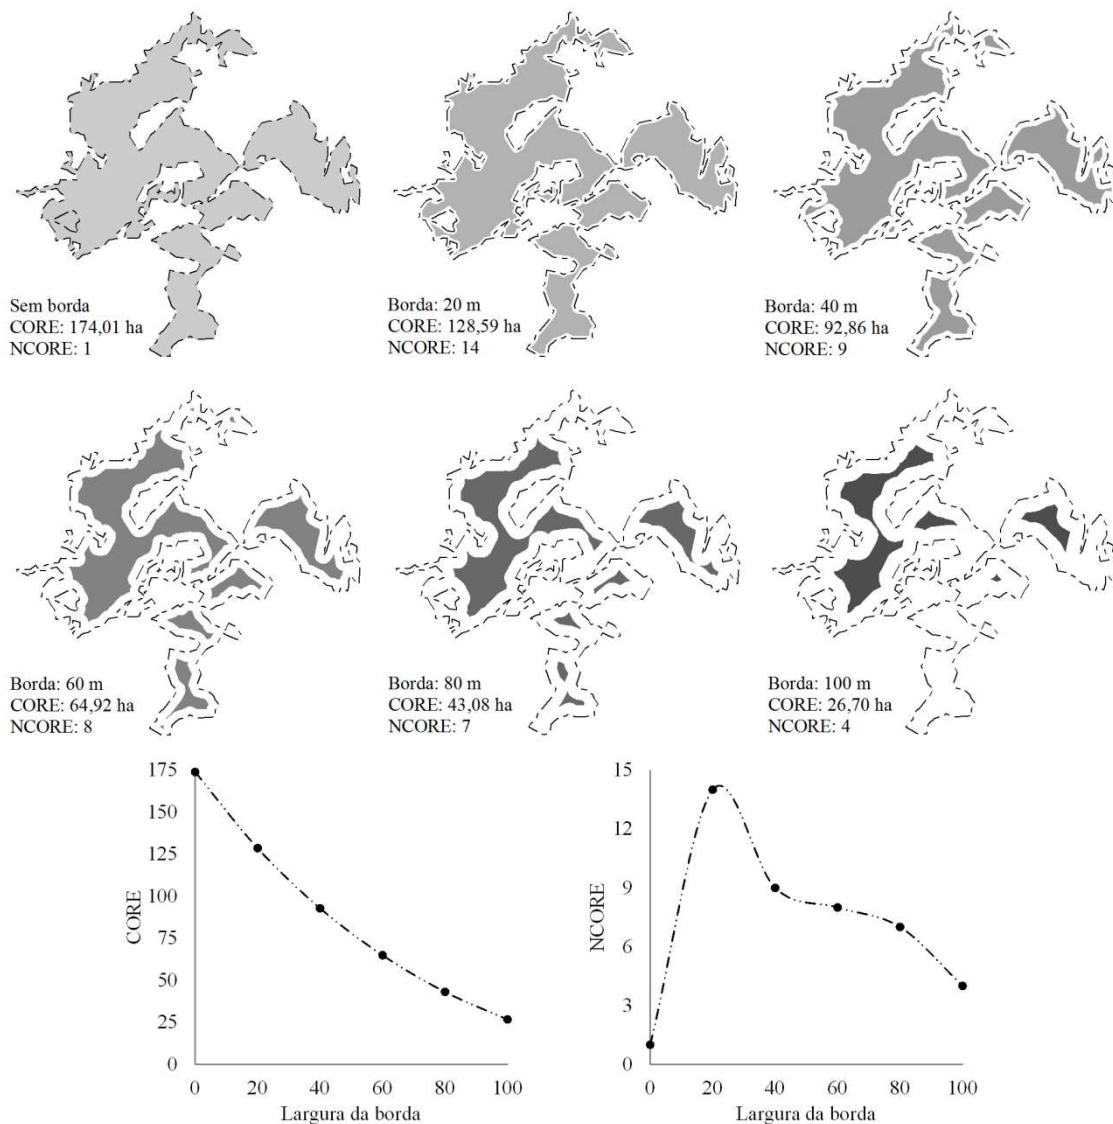 Sem borda
CORE: 174,01 ha
NCORE: 1
Borda: 20 m
CORE: 128,59 ha
NCORE: 14
Borda: 40 m
CORE: 92,86 ha
NCORE: 9
Borda: 60 m
CORE: 64,92 ha
NCORE: 8
Borda: 80 m
CORE: 43,08 ha
NCORE: 7
Borda: 100 m
CORE: 26,70 ha
NCORE: 4
CORE
175
150
125
100
75
50
25
0
0 20 40 60 80 100
Largura da borda
NCORE
15
12
9
6
3
0
0 20 40 60 80 100
Largura da borda